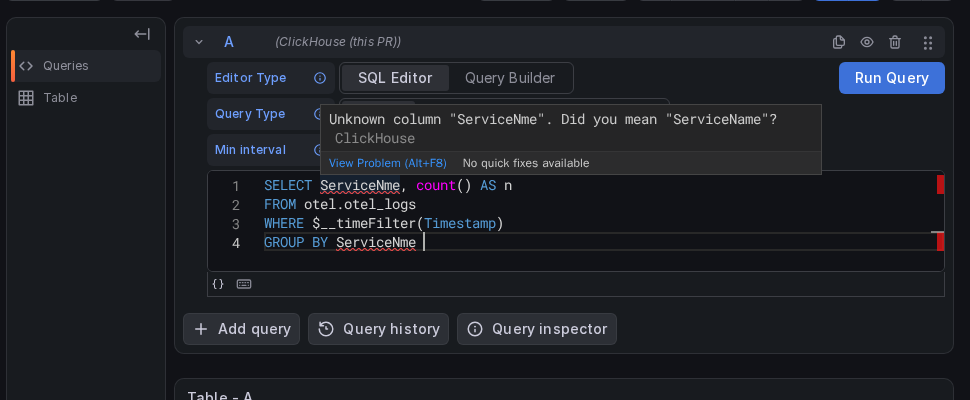 A (ClickHouse (this PR))
Queries
Table
Editor Type SQL Editor Query Builder Run Query
Query Type
Unknown column "ServiceNme". Did you mean "ServiceName"?
ClickHouse
Min interval
View Problem (Alt+F8) No quick fixes available
1 SELECT ServiceNme, count() AS n
2 FROM otel.otel_logs
3 WHERE $__timeFilter(Timestamp)
4 GROUP BY ServiceNme
{}
Add query Query history Query inspector
Table - A